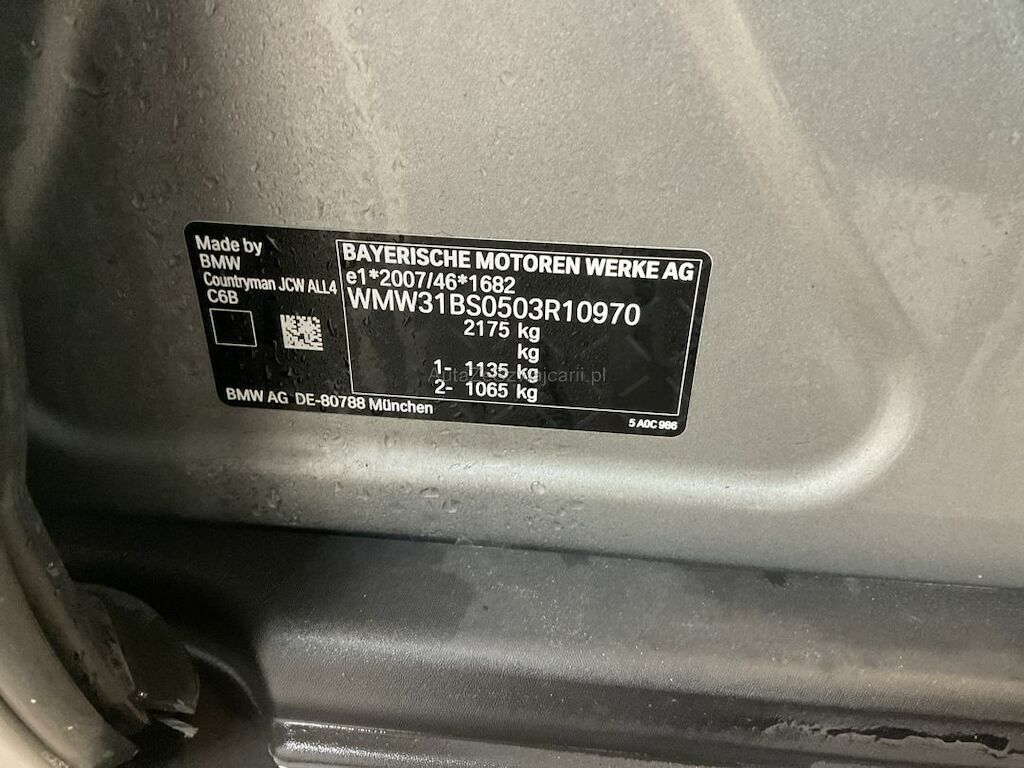 Made by
BMW
Countryman JCW ALL4
C6B
BAYERISCHE MOTOREN WERKE AG
e1*2007/46*1682
WMW31BS0503R10970
2175 kg
kg
1- 1135 kg
2- 1065 kg
BMW AG DE-80788 München
5 A0C 986